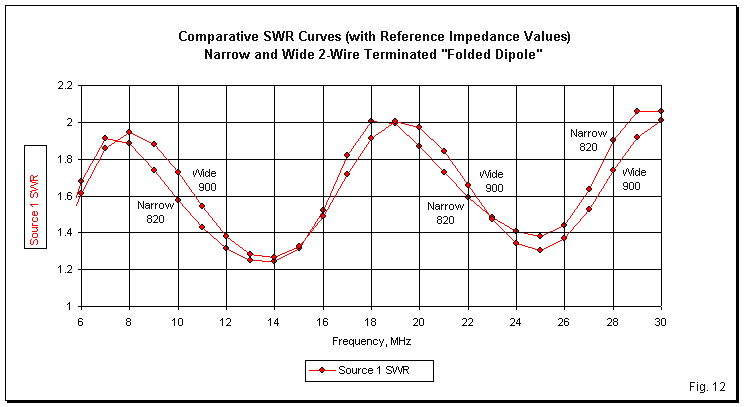 Comparative SWR Curves (with Reference Impedance Values)
Narrow and Wide 2-Wire Terminated "Folded Dipole"
2.2
2
1.8
1.6
1.4
1.2
1
Source 1 SWR
Wide
900
Narrow
820
Wide
900
Narrow
820
Narrow
820
Wide
900
6 8 10 12 14 16 18 20 22 24 26 28 30
Frequency, MHz
Source 1 SWR
Fig. 12